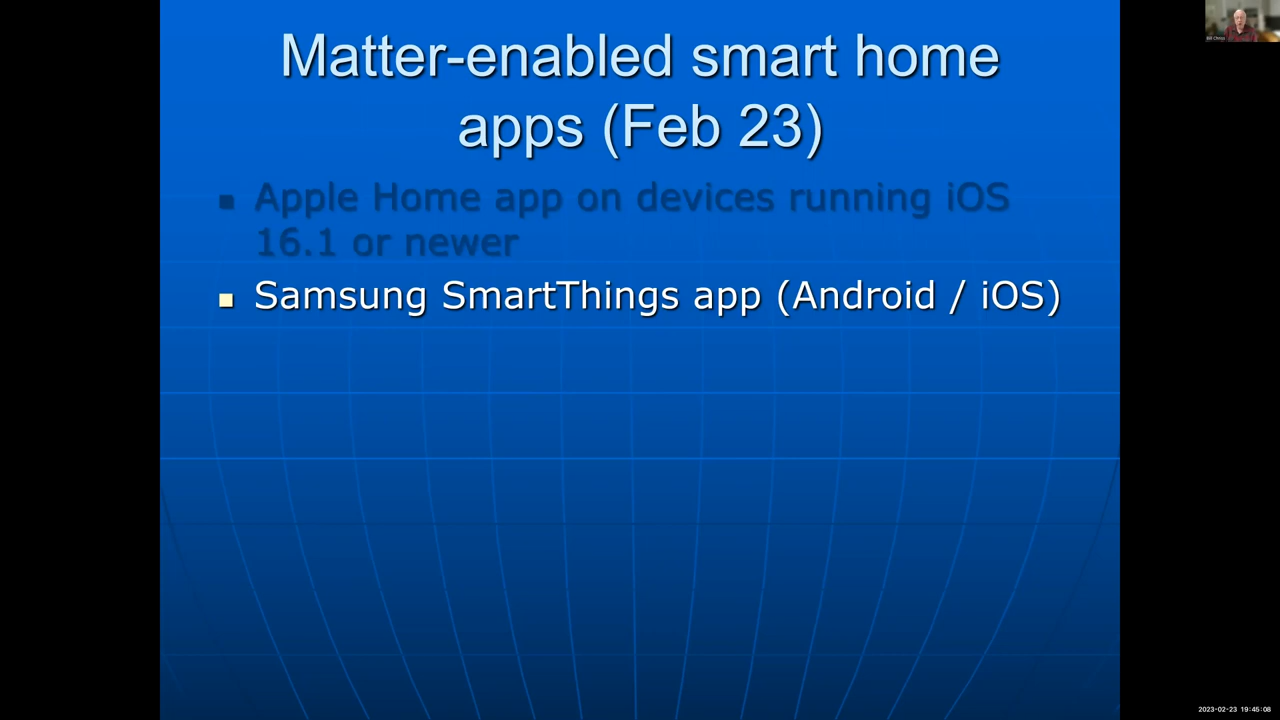 Matter-enabled smart home
apps (Feb 23)
Apple Home app on devices running iOS
16.1 or newer
Samsung SmartThings app (Android / iOS)
2023-02-23 19:45:08